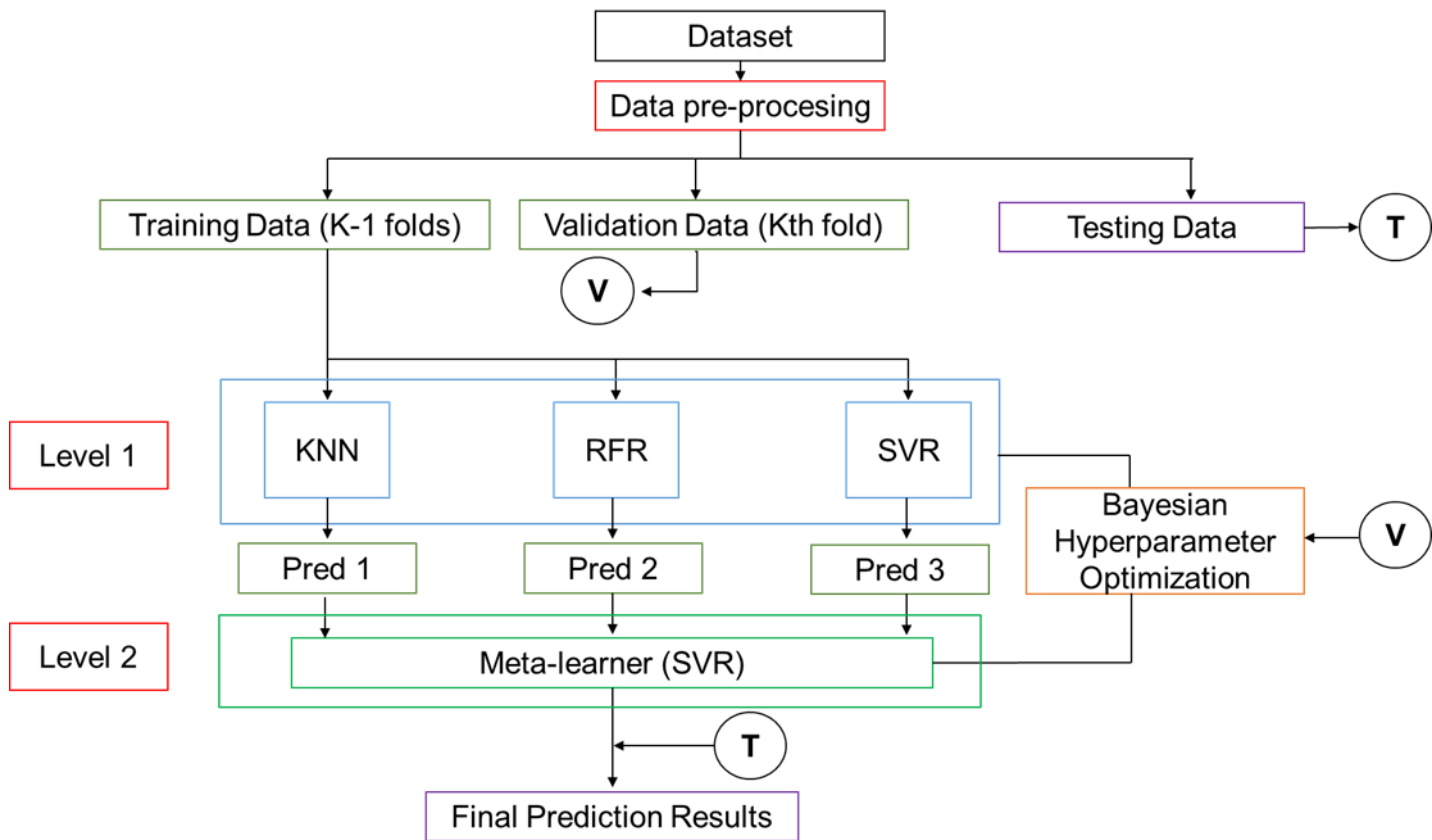 Dataset
Data pre-procesing
Training Data (K-1 folds)
Validation Data (Kth fold)
Testing Data
T
V
Level 1
KNN
RFR
SVR
Bayesian
Hyperparameter
Optimization
V
Pred 1
Pred 2
Pred 3
Level 2
Meta-learner (SVR)
T
Final Prediction Results